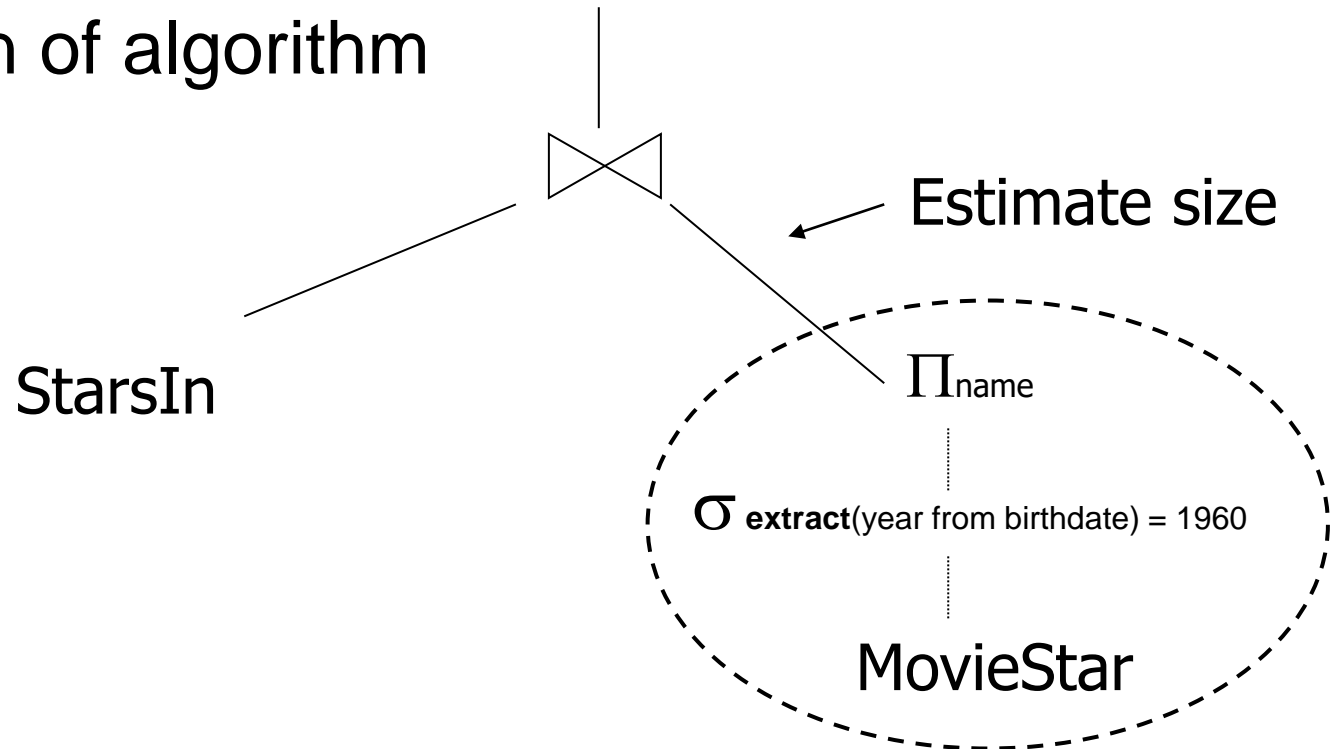 n of algorithm
Estimate size
StarsIn
Πname
σ extract(year from birthdate) = 1960
MovieStar